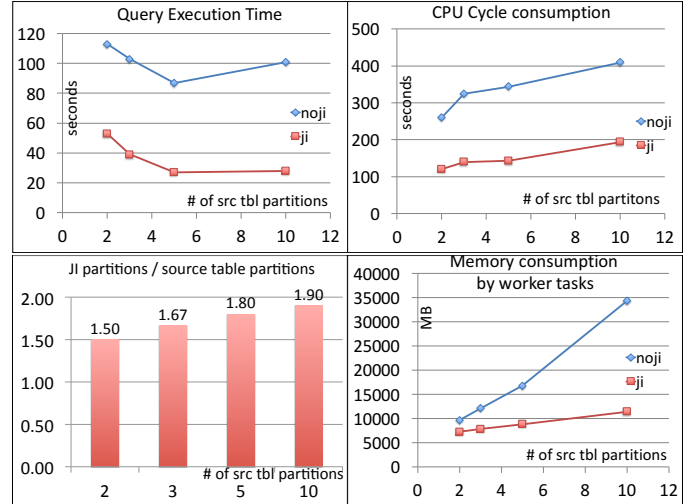 Query Execution Time
120
100
80
60
40
20
0
seconds
noji
ji
# of src tbl partitions
0 2 4 6 8 10 12
CPU Cycle consumption
500
400
300
200
100
0
seconds
noji
ji
# of src tbl partitions
0 2 4 6 8 10 12
JI partitions / source table partitions
2.00
1.50
1.00
0.50
0.00
1.50 1.67 1.80 1.90
# of src tbl partitions
2 3 5 10
Memory consumption
by worker tasks
40000
35000
30000
25000
20000
15000
10000
5000
0
MB
noji
ji
# of src tbl partitions
0 2 4 6 8 10 12